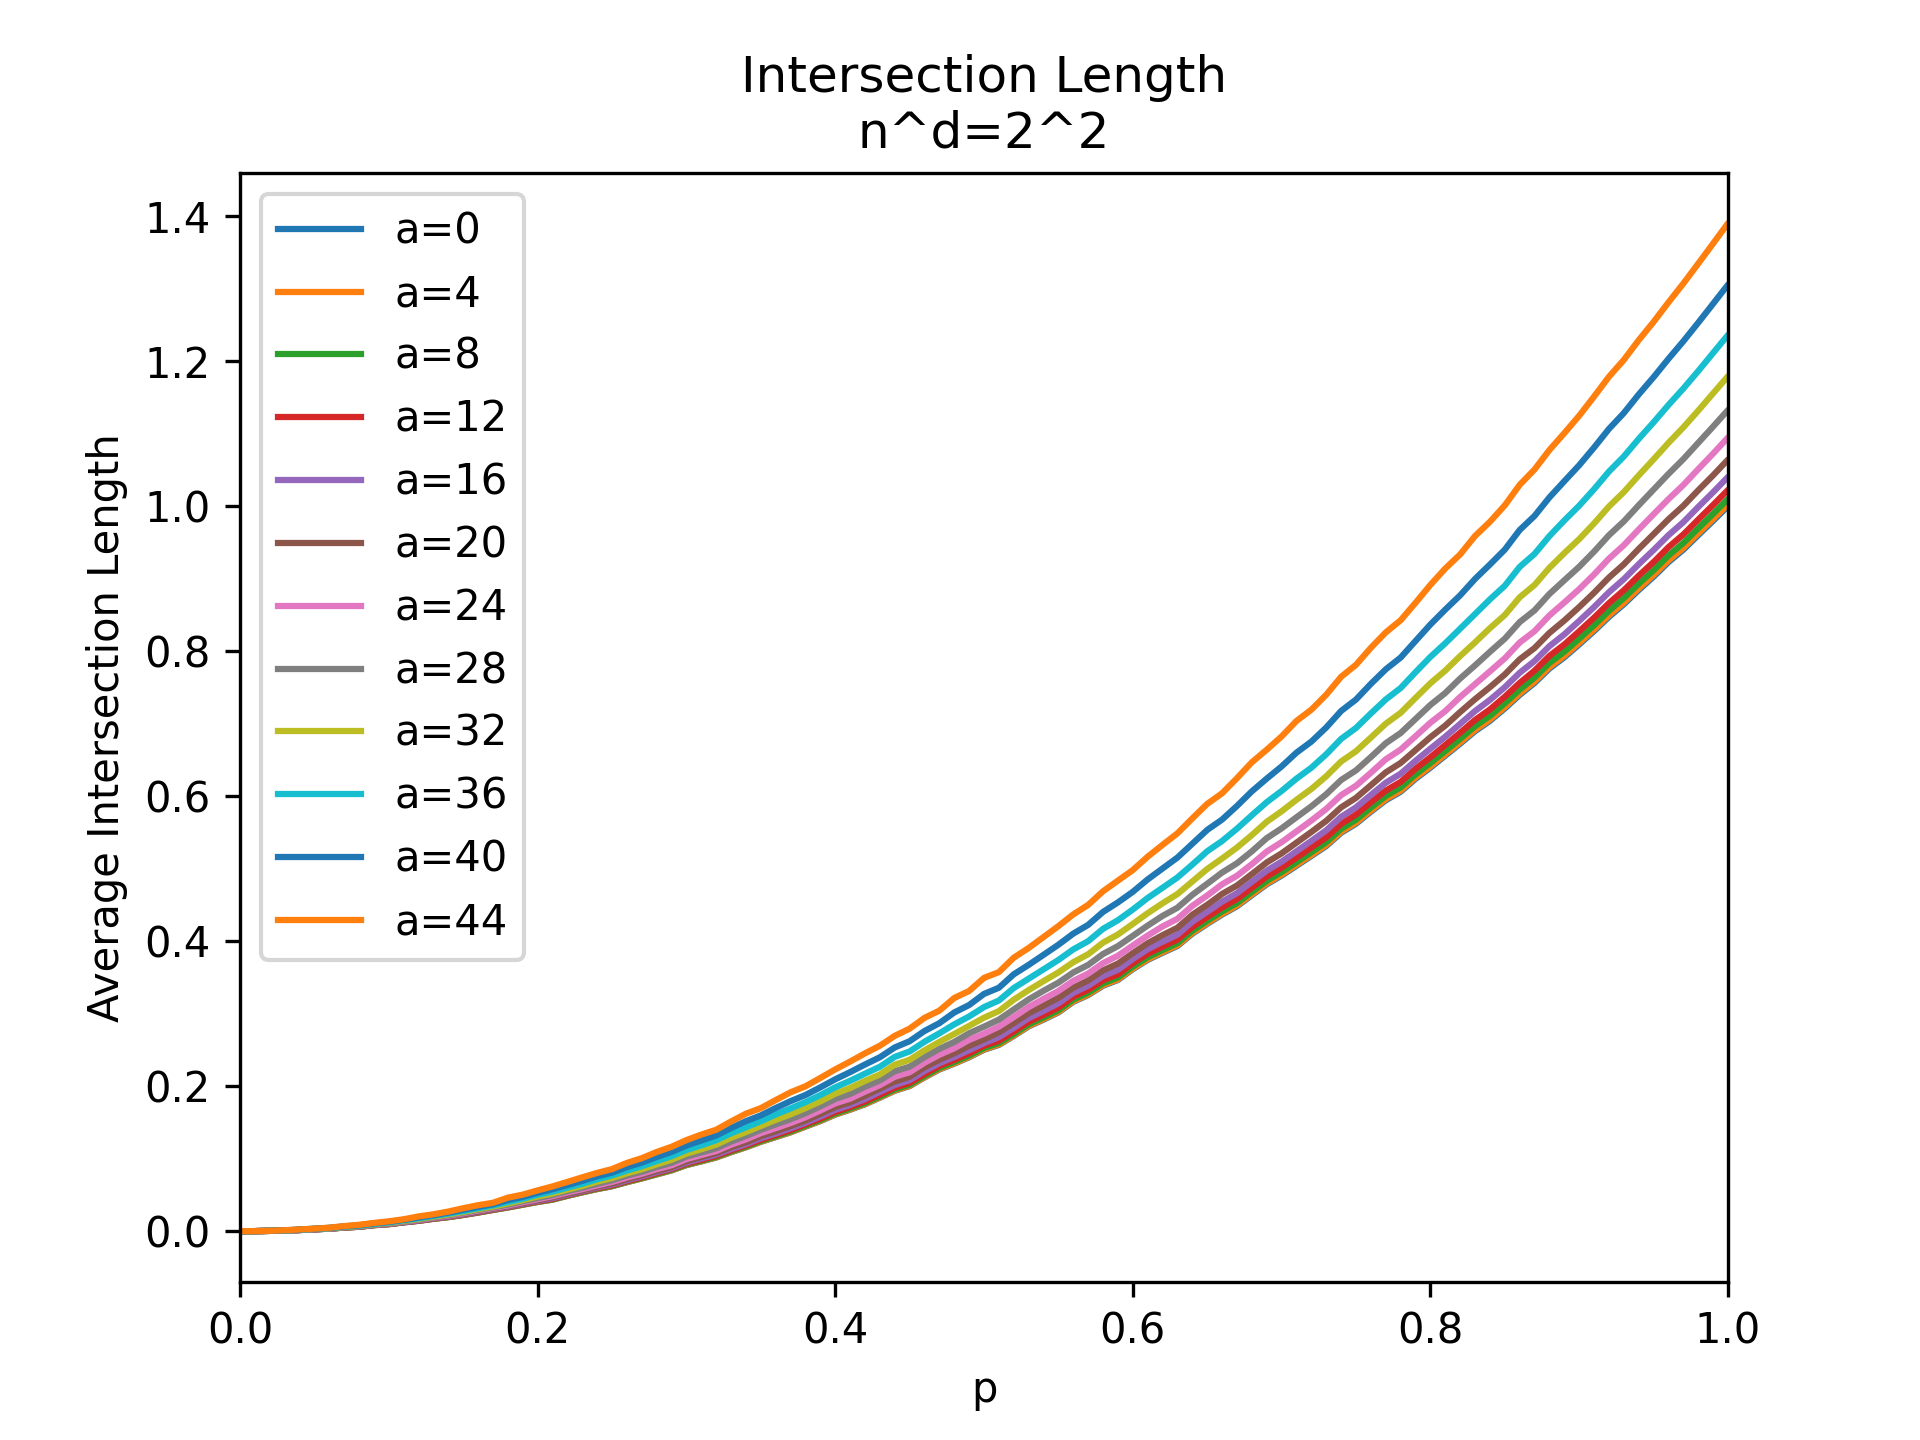 Intersection Length
n^d=2^2
Average Intersection Length
1.4
1.2
1.0
0.8
0.6
0.4
0.2
0.0
a=0
a=4
a=8
a=12
a=16
a=20
a=24
a=28
a=32
a=36
a=40
a=44
0.0 0.2 0.4 0.6 0.8 1.0
p